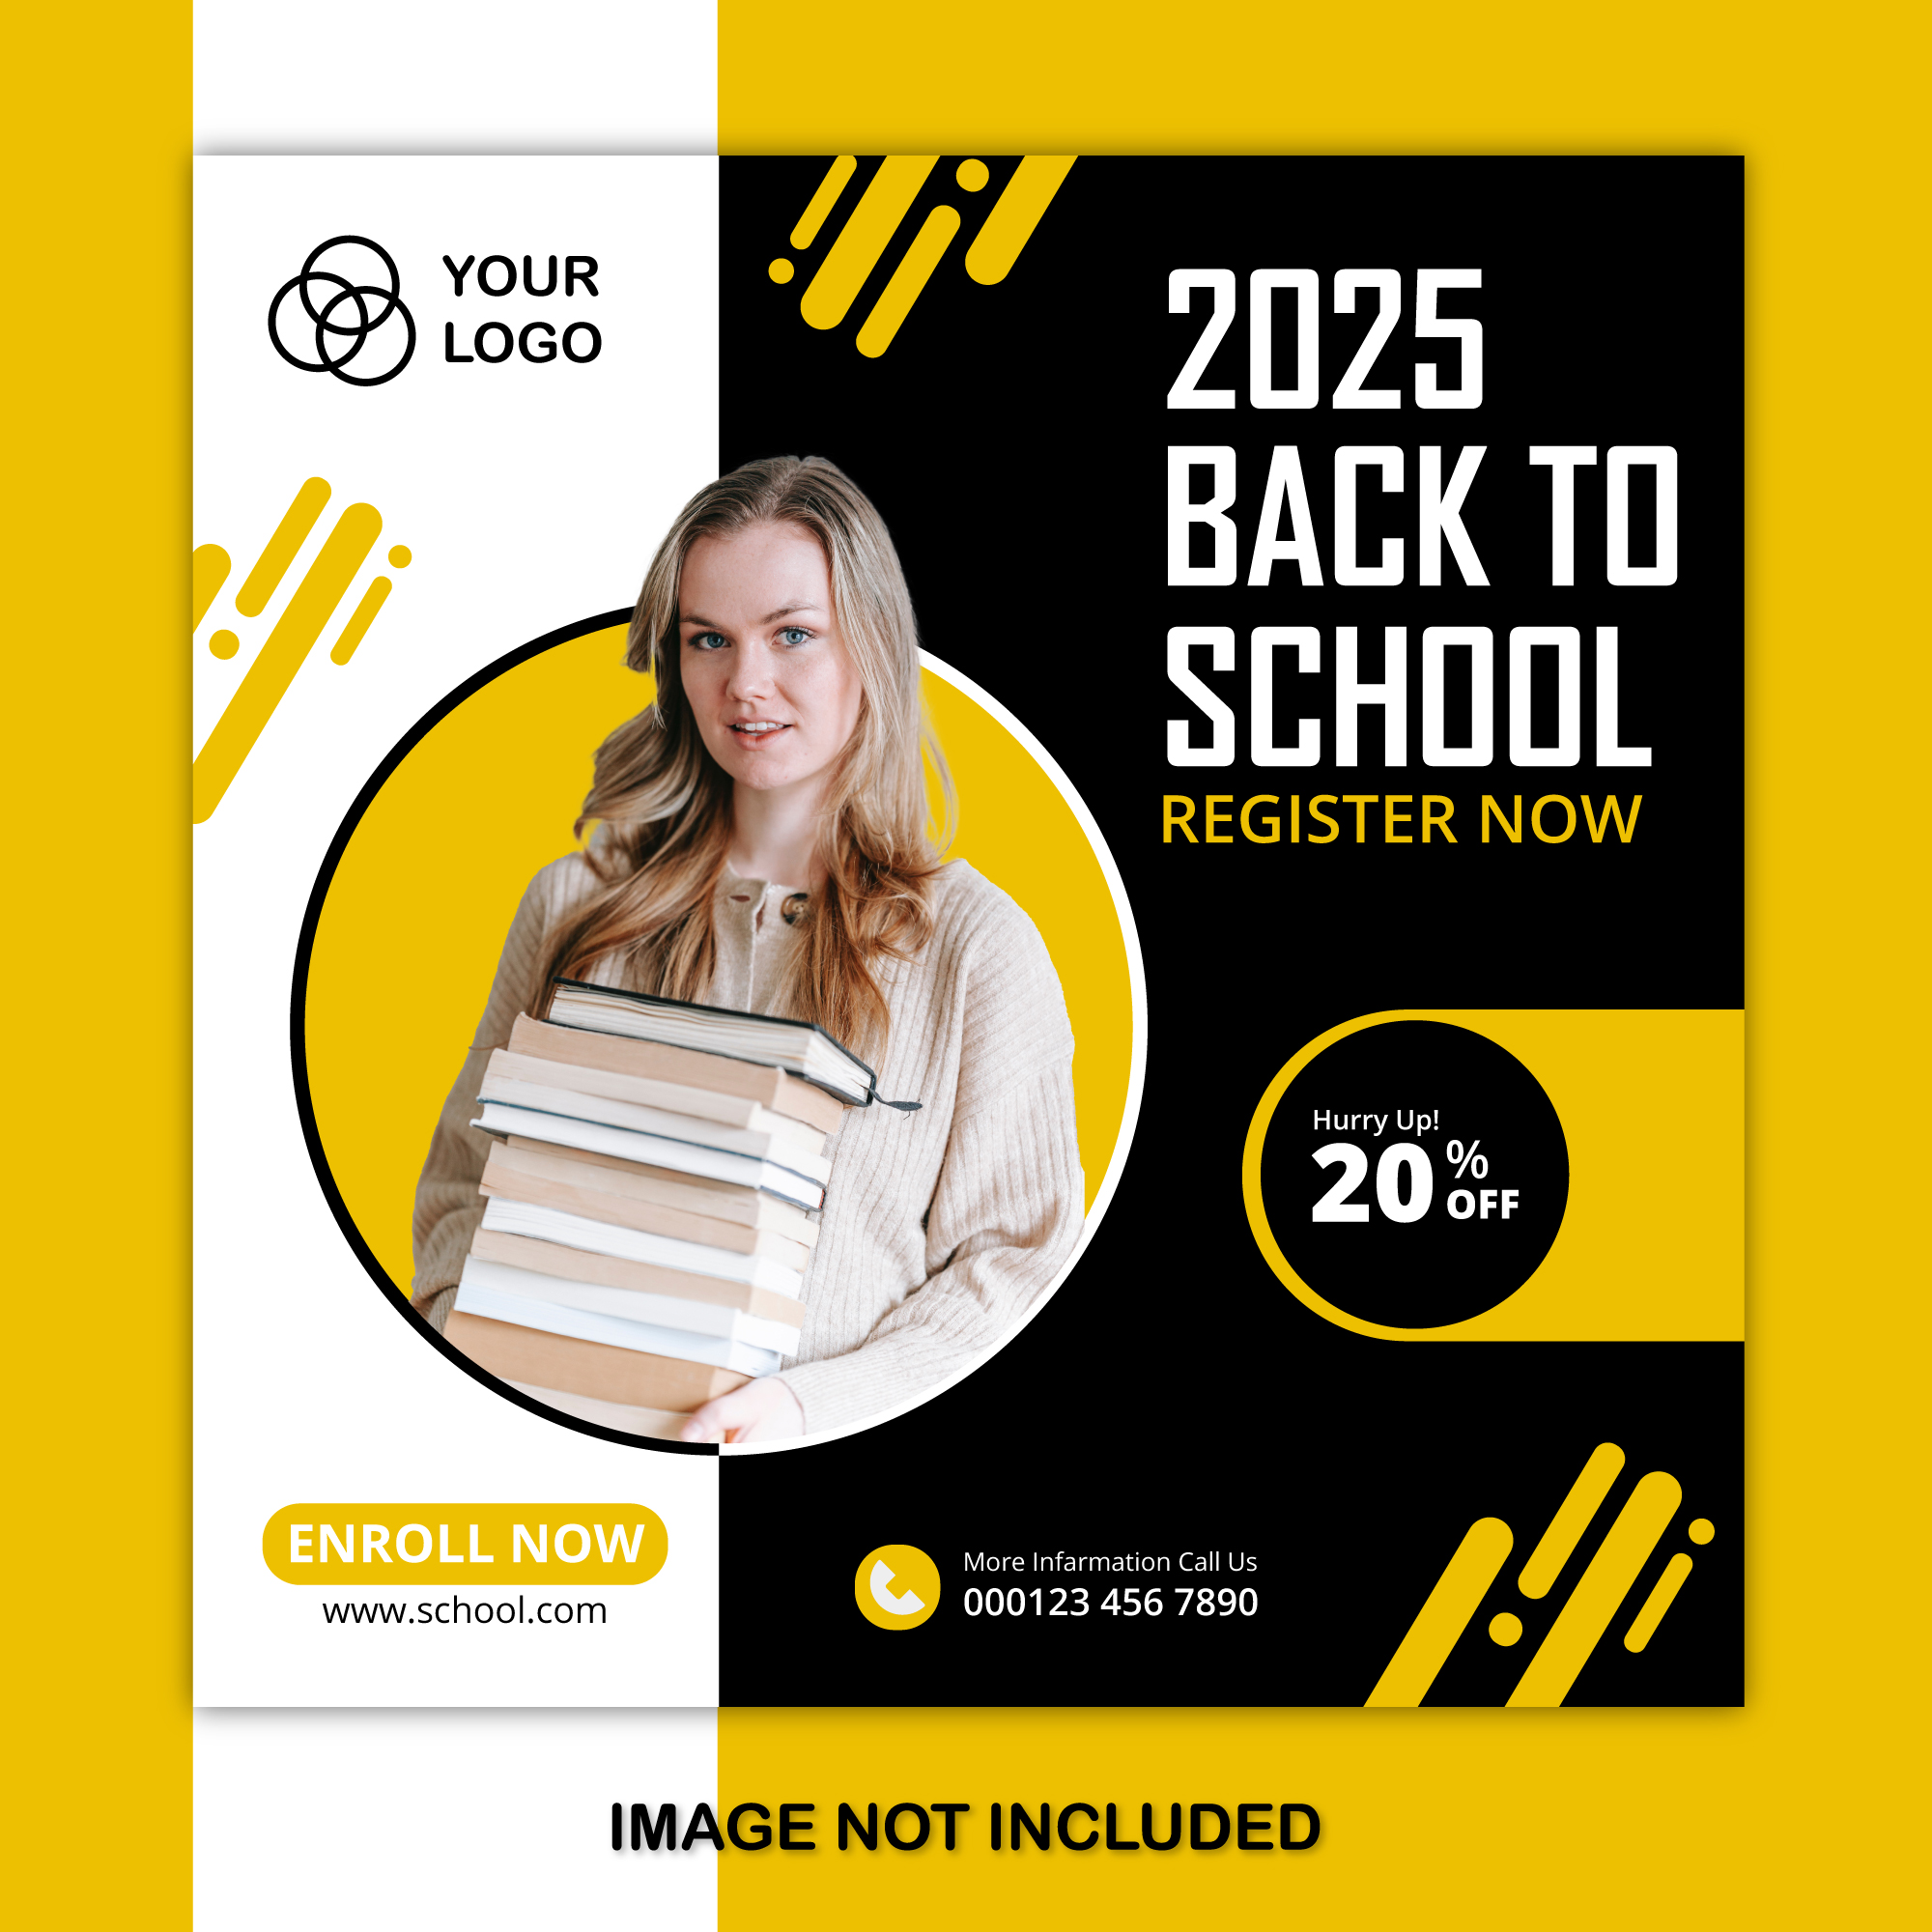 YOUR
LOGO
2025
BACK TO
SCHOOL
REGISTER NOW
Hurry Up!
20%
OFF
ENROLL NOW
www.school.com
More Infarmation Call Us
000123 456 7890
IMAGE NOT INCLUDED